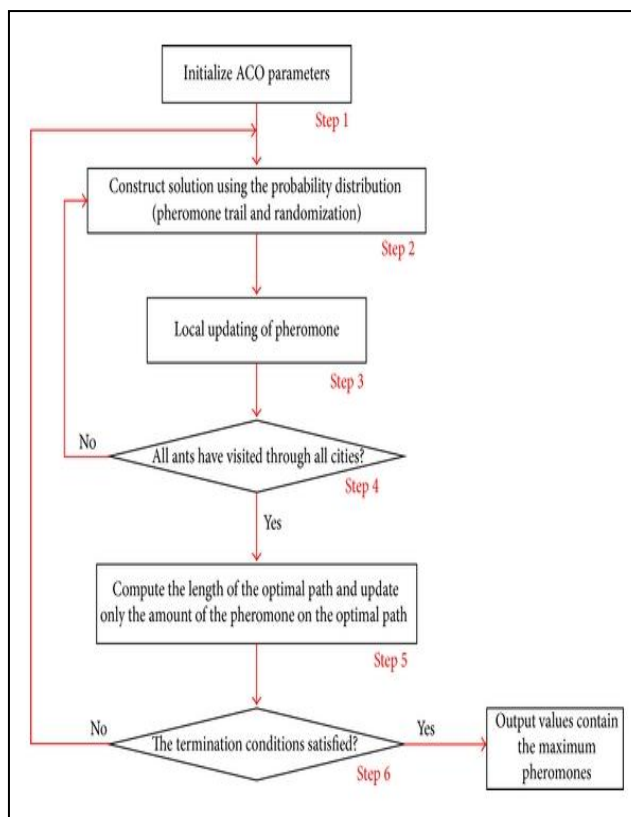 Initialize ACO parameters
Step 1
Construct solution using the probability distribution
(pheromone trail and randomization)
Step 2
Local updating of pheromone
Step 3
No
All ants have visited through all cities?
Step 4
Yes
Compute the length of the optimal path and update
only the amount of the pheromone on the optimal path
Step 5
No
The termination conditions satisfied?
Yes
Step 6
Output values contain
the maximum
pheromones